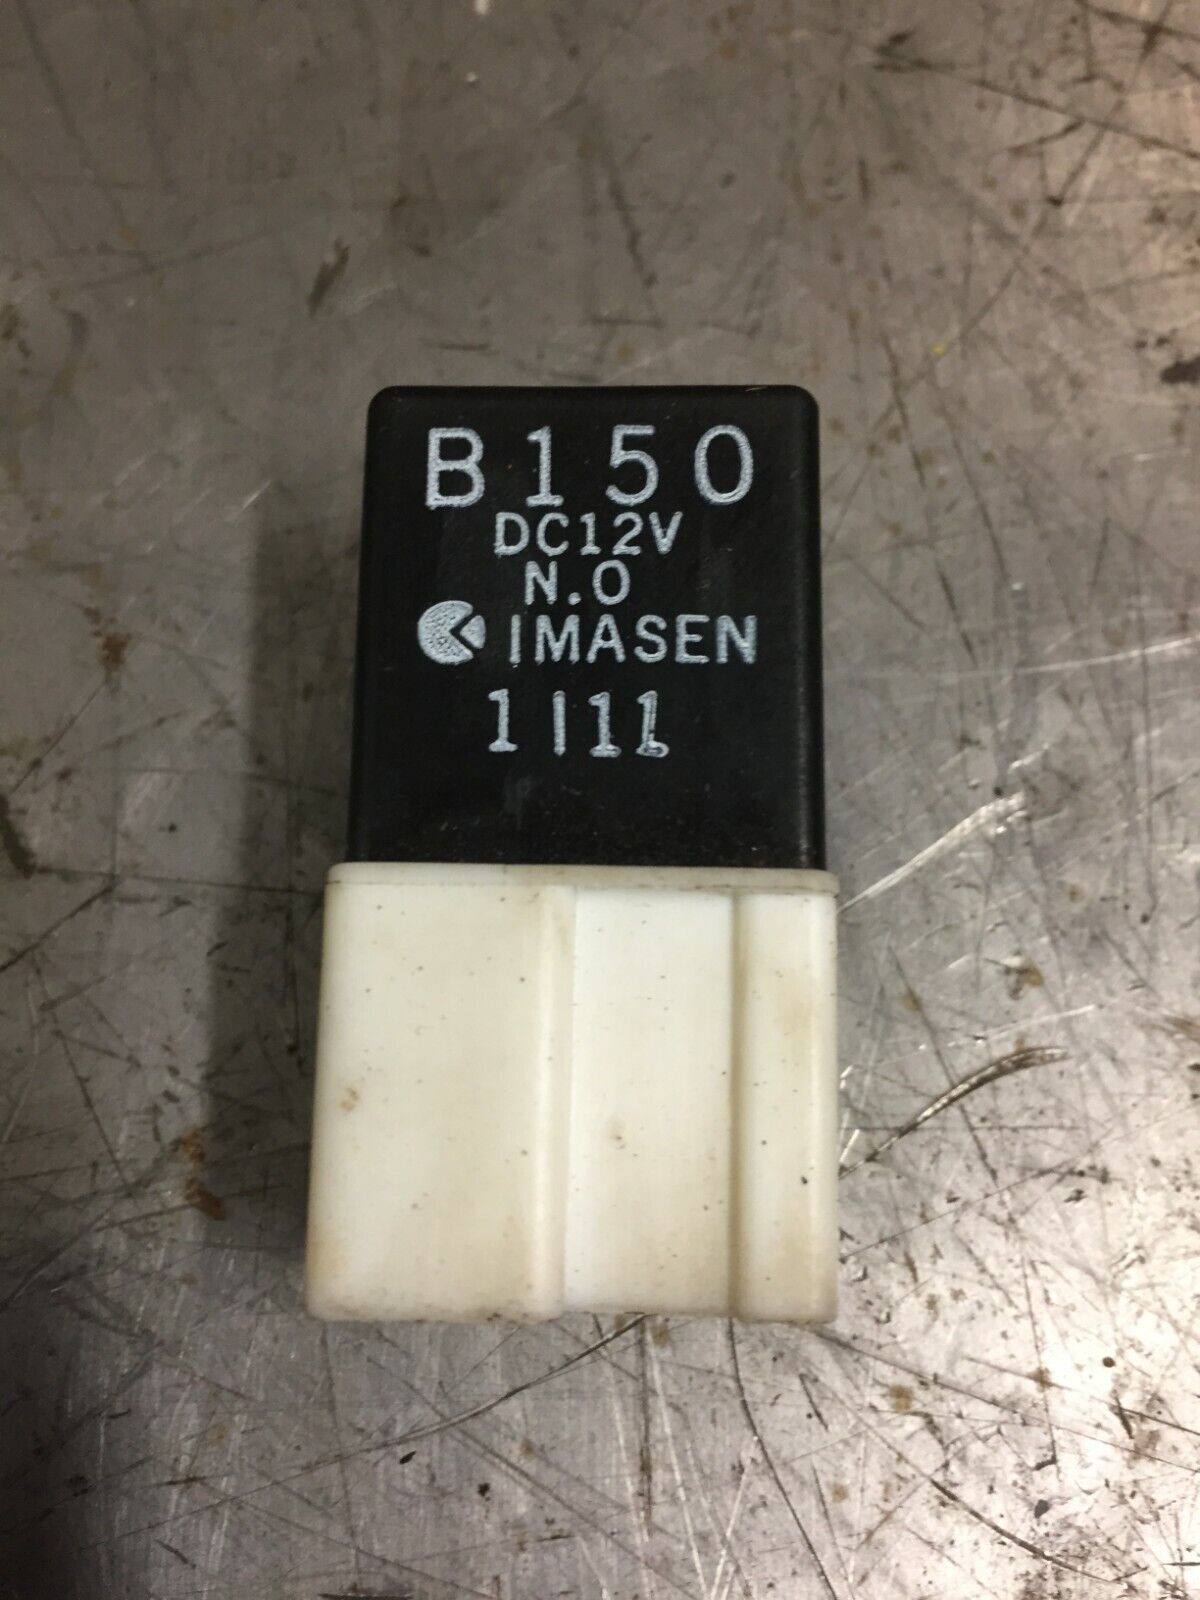 B150
DC12V
N.O
IMASEN
1111